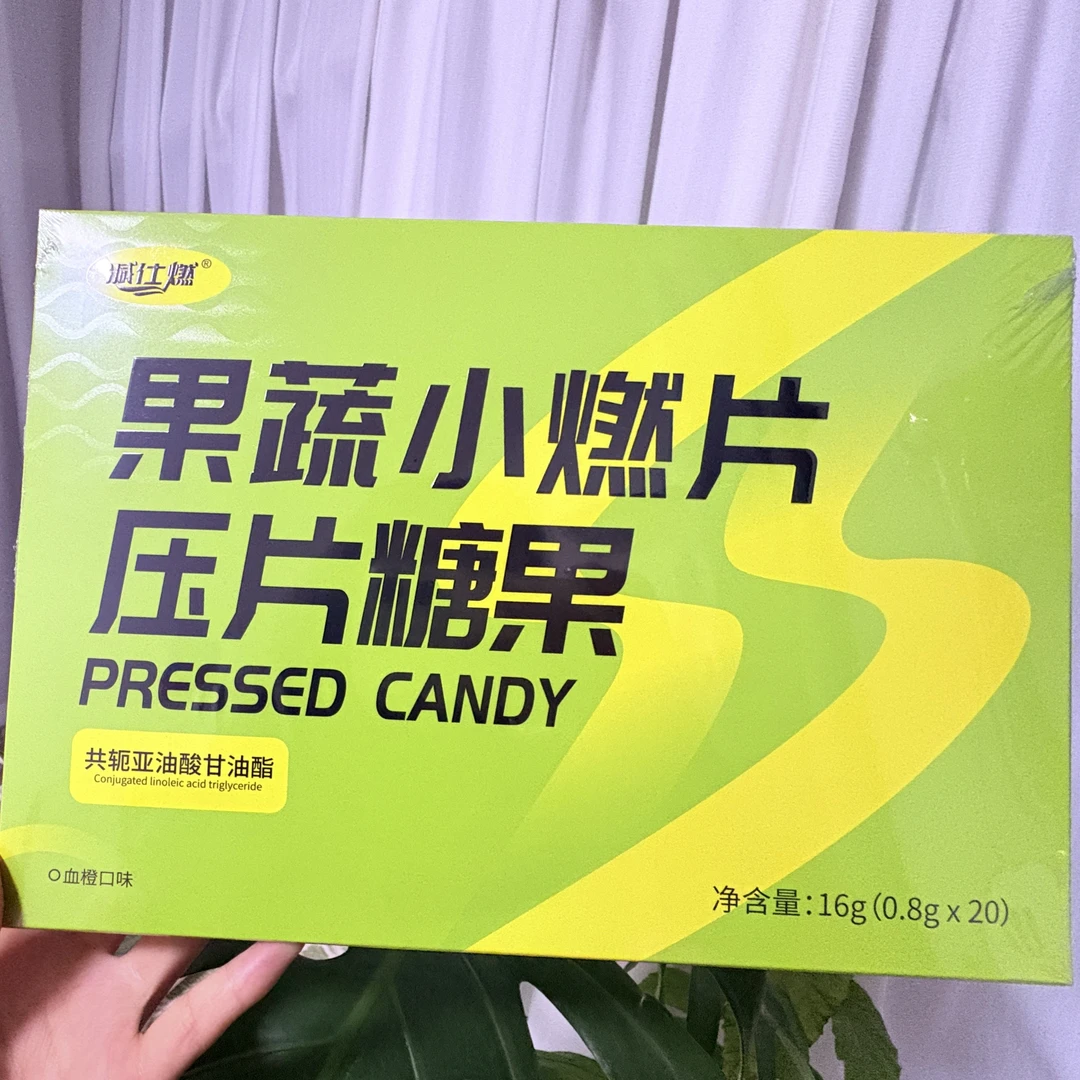 减仕燃®
果蔬小燃片
压片糖果
PRESSED CANDY
共轭亚油酸甘油酯
Conjugated linoleic acid triglyceride
血橙口味
净含量:16g(0.8g x 20)